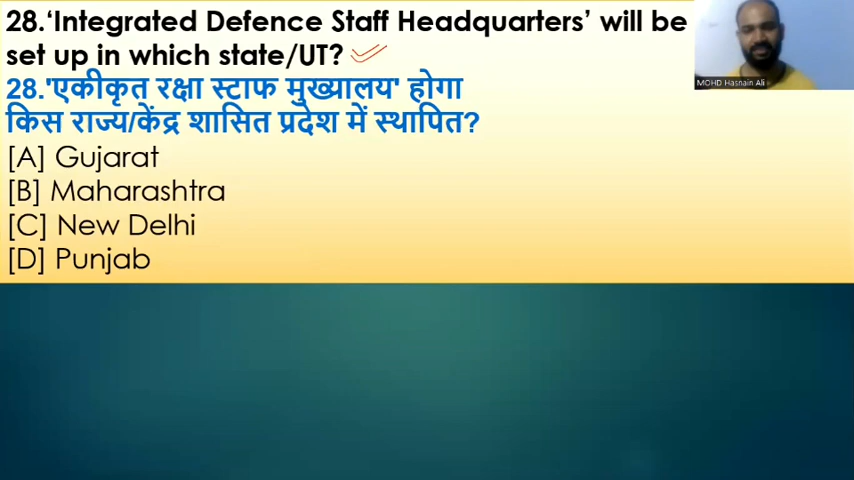 28.‘Integrated Defence Staff Headquarters’ will be
set up in which state/UT?
28.'एकीकृत रक्षा स्टाफ मुख्यालय' होगा
किस राज्य/केंद्र शासित प्रदेश में स्थापित?
[A] Gujarat
[B] Maharashtra
[C] New Delhi
[D] Punjab
MOHD Hasnain Ali